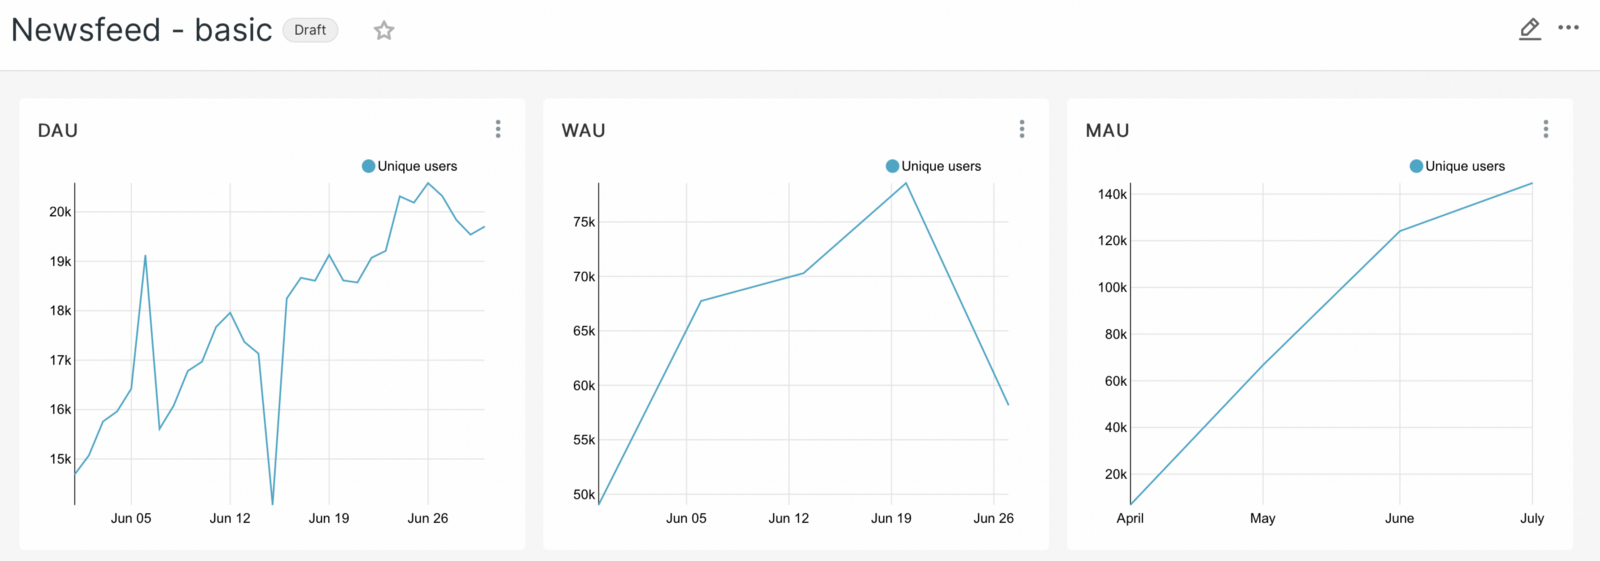 Newsfeed - basic Draft
DAU
Unique users
20k
19k
18k
17k
16k
15k
Jun 05 Jun 12 Jun 19 Jun 26
WAU
Unique users
75k
70k
65k
60k
55k
50k
Jun 05 Jun 12 Jun 19 Jun 26
MAU
Unique users
140k
120k
100k
80k
60k
40k
20k
April May June July